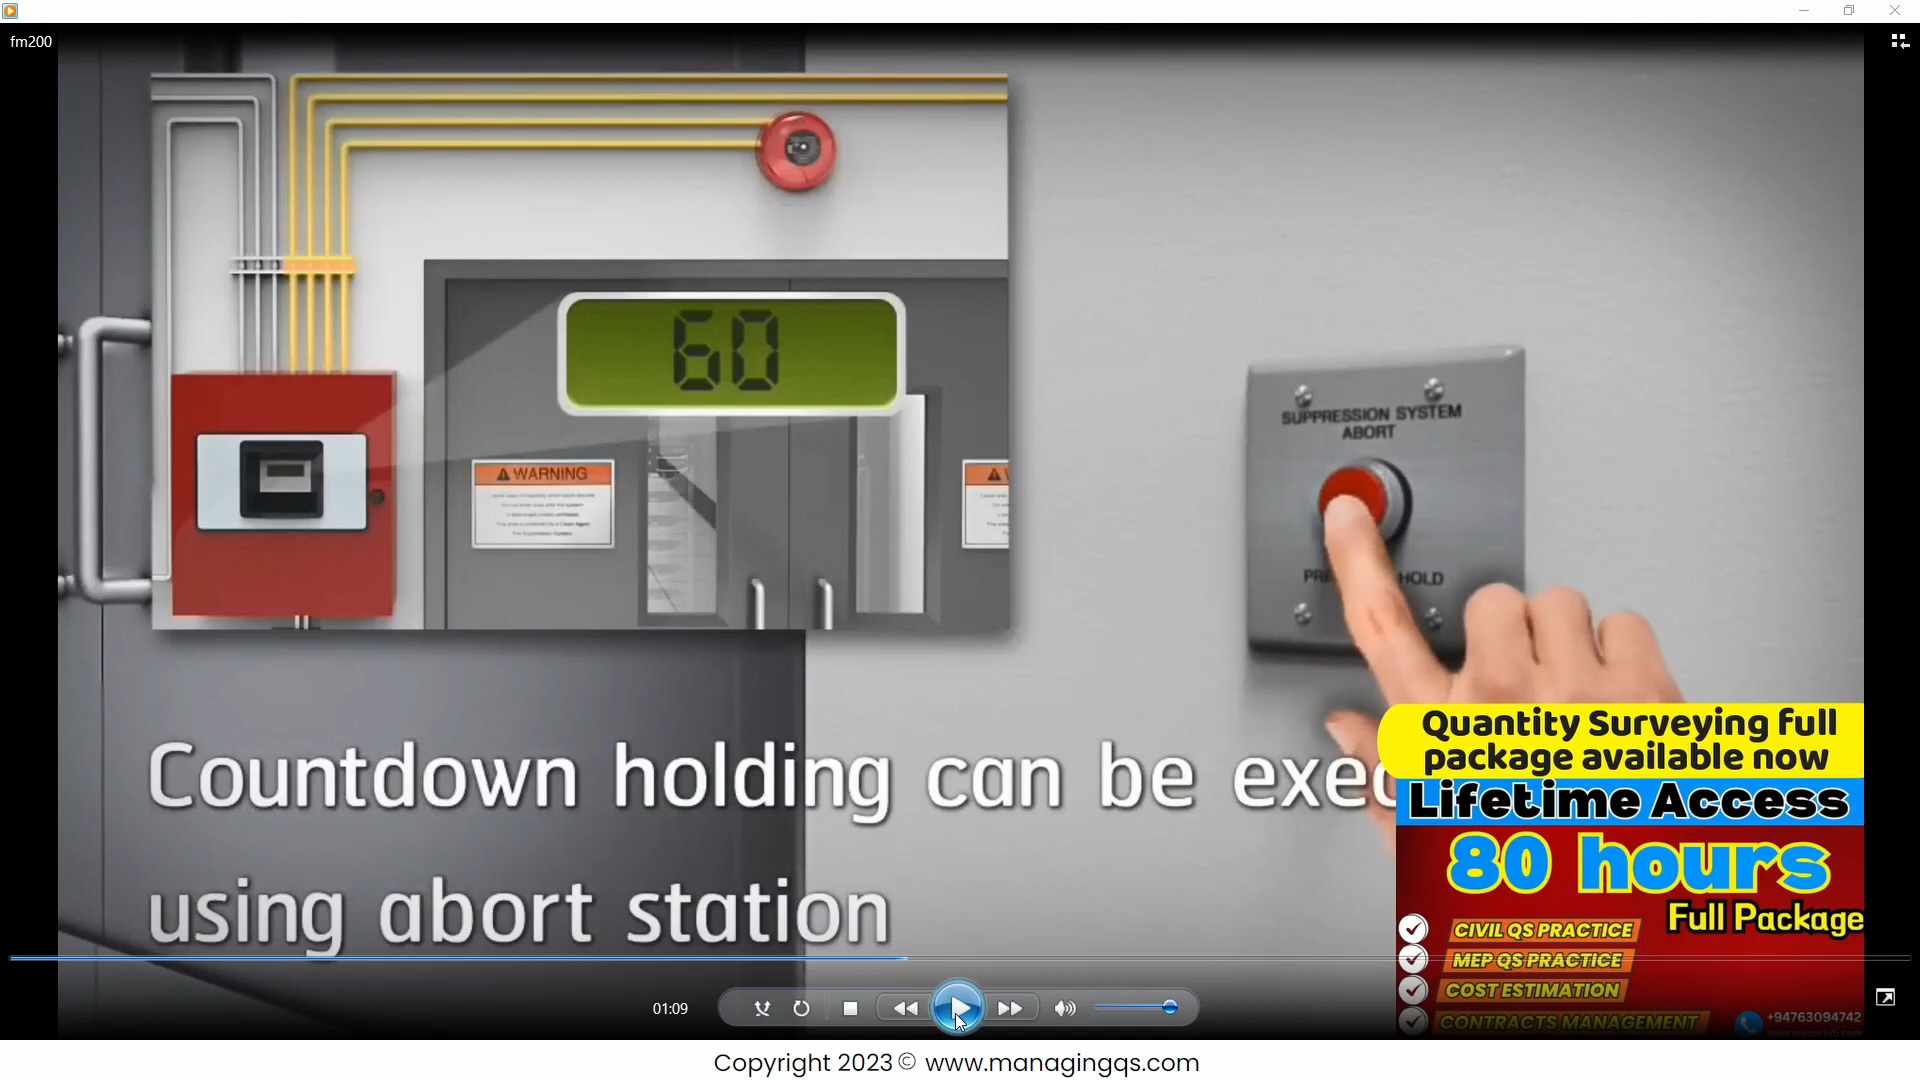 fm200
60
WARNING
SUPPRESSION SYSTEM
ABORT
HOLD
Countdown holding can be exec
using abort station
Quantity Surveying full
package available now
Lifetime Access
80 hours
Full Package
CIVIL QS PRACTICE
MEP QS PRACTICE
COST ESTIMATION
CONTRACTS MANAGEMENT
+94763094742
01:09
Copyright 2023 © www.managingqs.com